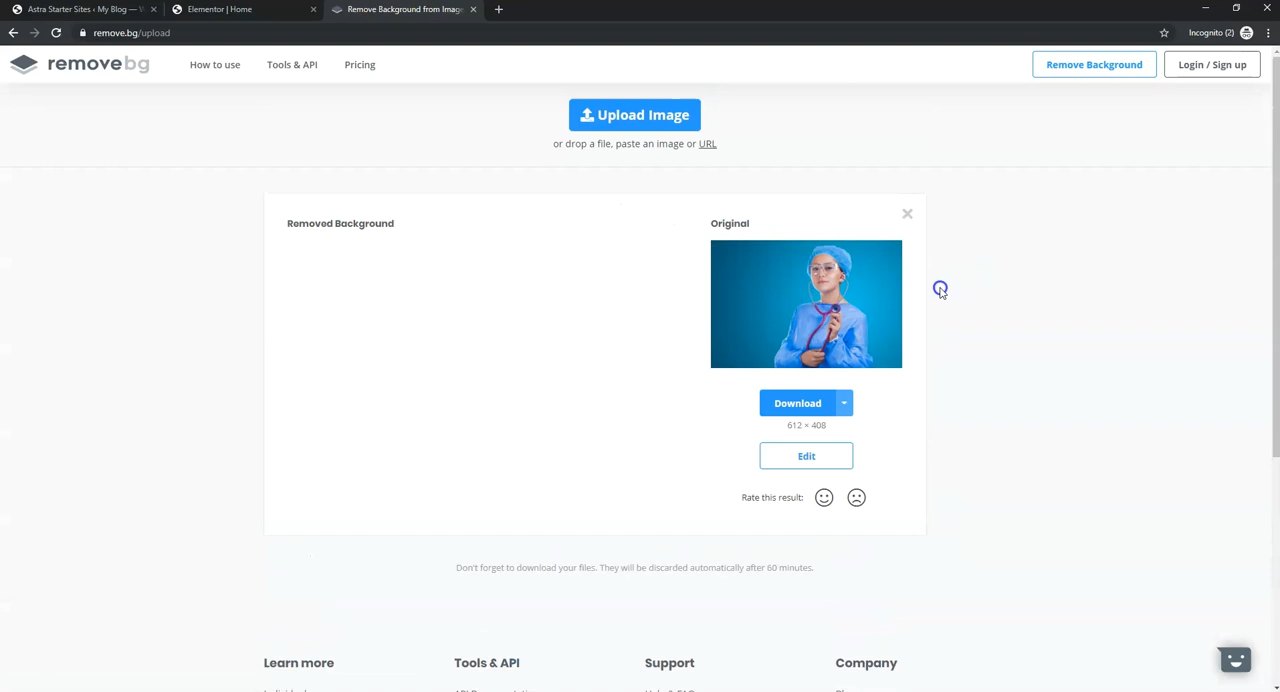 Astra Starter Sites ‹ My Blog — W
Elementor | Home
Remove Background from Image
remove.bg/upload
Incognito (2)
removebg
How to use
Tools & API
Pricing
Remove Background
Login / Sign up
Upload Image
or drop a file, paste an image or URL
Removed Background
Original
Download
612 × 408
Edit
Rate this result:
Don't forget to download your files. They will be discarded automatically after 60 minutes.
Learn more
Tools & API
Support
Company